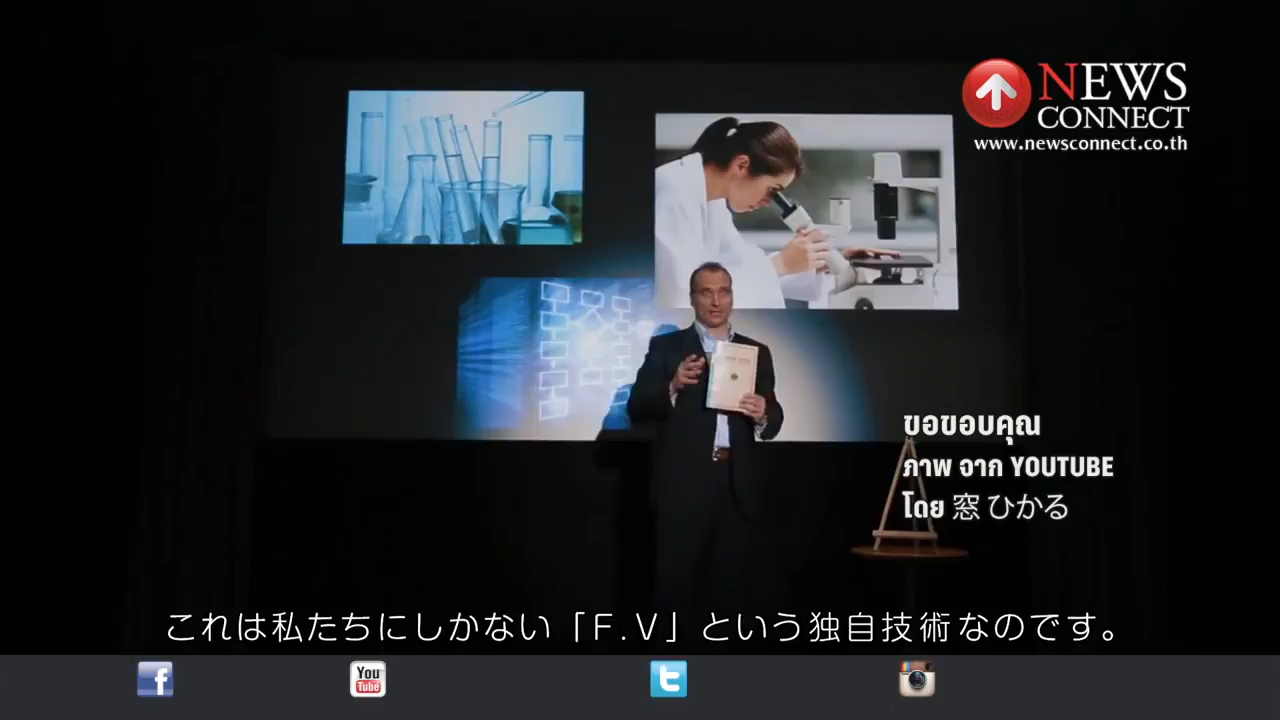 NEWS
CONNECT
www.newsconnect.co.th
ขอขอบคุณ
ภาพ จาก YOUTUBE
โดย 窓 ひかる
これは私たちにしかない「F.V」という独自技術なのです。
f
You
Tube
t